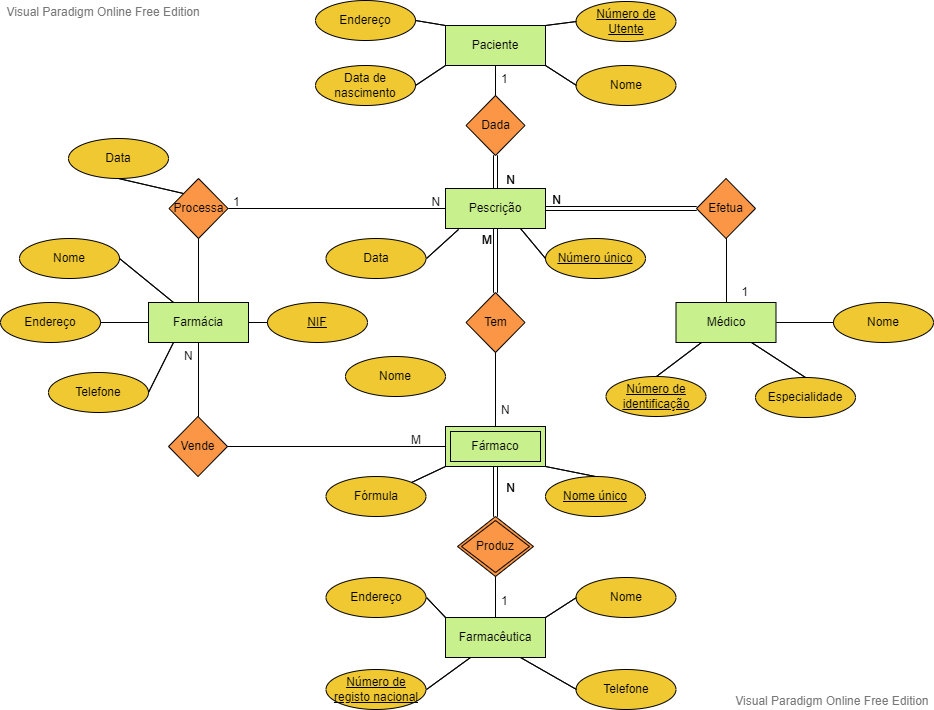 Visual Paradigm Online Free Edition
Endereço
Número de
Utente
Paciente
Data de
nascimento
Nome
1
Dada
Data
N
Processa
1
N
Pescrição
N
Efetua
M
Nome
Data
Número único
1
Endereço
Farmácia
NIF
Tem
Médico
Nome
N
Nome
Telefone
Número de
identificação
Especialidade
N
Vende
M
Fármaco
Fórmula
N
Nome único
Produz
Endereço
1
Nome
Farmacêutica
Número de
registo nacional
Telefone
Visual Paradigm Online Free Edition